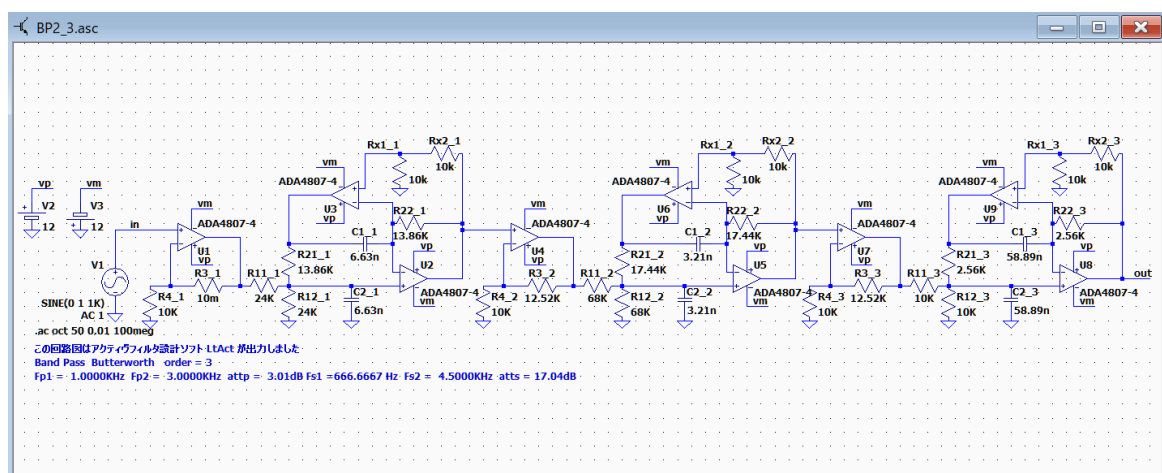 BP2_3.asc
Rx1_1
Rx2_1
10k
10k
vm
ADA4807-4
U3
vp
R22_1
13.86K
C1_1
6.63n
R21_1
13.86K
vp
U2
ADA4807-4
vm
C2_1
6.63n
R12_1
24K
vp
V2
12
vm
V3
12
in
V1
SINE(0 1 1K)
AC 1
vm
ADA4807-4
U1
vp
R3_1
10m
R11_1
24K
R4_1
10K
Rx1_2
Rx2_2
10k
10k
vm
ADA4807-4
U6
vp
R22_2
17.44K
C1_2
3.21n
R21_2
17.44K
vp
U5
ADA4807-4
vm
C2_2
3.21n
R12_2
68K
vm
ADA4807-4
U4
vp
R3_2
12.52K
R11_2
68K
R4_2
10K
Rx1_3
Rx2_3
10k
10k
vm
ADA4807-4
U9
vp
R22_3
2.56K
C1_3
58.89n
R21_3
2.56K
vp
U8
ADA4807-4
vm
out
C2_3
58.89n
R12_3
10K
vm
ADA4807-4
U7
vp
R3_3
12.52K
R11_3
10K
R4_3
10K
.ac oct 50 0.01 100meg
この回路図はアクティヴフィルタ設計ソフト LtAct が出力しました
Band Pass Butterworth order = 3
Fp1 = 1.0000KHz Fp2 = 3.0000KHz attp = 3.01dB Fs1 =666.6667 Hz Fs2 = 4.5000KHz atts = 17.04dB